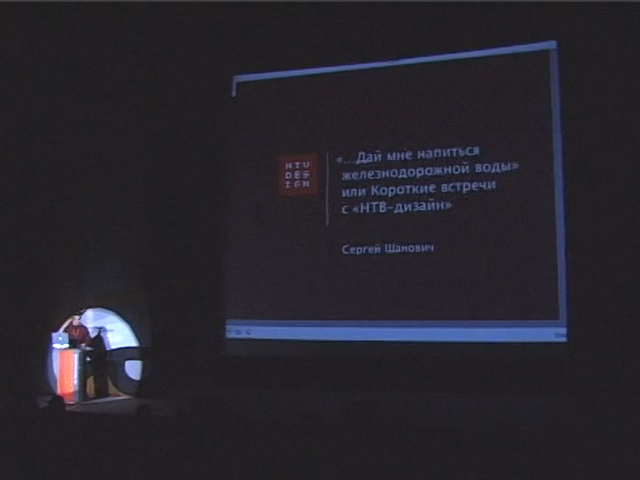 NTV
DES
IGN
«...Дай мне напиться
железнодорожной воды»
или Короткие встречи
с «НТВ-дизайн»
Сергей Шанович